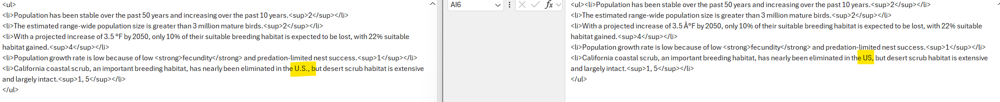 <ul>
<li>Population has been stable over the past 50 years and increasing over the past 10 years.<sup>2</sup></li>
<li>The estimated range-wide population size is greater than 3 million mature birds.<sup>2</sup></li>
<li>With a projected increase of 3.5 °F by 2050, only 10% of their suitable breeding habitat is expected to be lost, with 22% suitable
habitat gained.<sup>4</sup></li>
<li>Population growth rate is low because of low <strong>fecundity</strong> and predation-limited nest success.<sup>1</sup></li>
<li>California coastal scrub, an important breeding habitat, has nearly been eliminated in the U.S., but desert scrub habitat is extensive
and largely intact.<sup>1, 5</sup></li>
</ul>
AI6
fx
<ul><li>Population has been stable over the past 50 years and increasing over the past 10 years.<sup>2</sup></li>
<li>The estimated range-wide population size is greater than 3 million mature birds.<sup>2</sup></li>
<li>With a projected increase of 3.5 Â°F by 2050, only 10% of their suitable breeding habitat is expected to be lost, with 22% suitable
habitat gained.<sup>4</sup></li>
<li>Population growth rate is low because of low <strong>fecundity</strong> and predation-limited nest success.<sup>1</sup></li>
<li>California coastal scrub, an important breeding habitat, has nearly been eliminated in the US, but desert scrub habitat is extensive
and largely intact.<sup>1, 5</sup></li>
</ul>